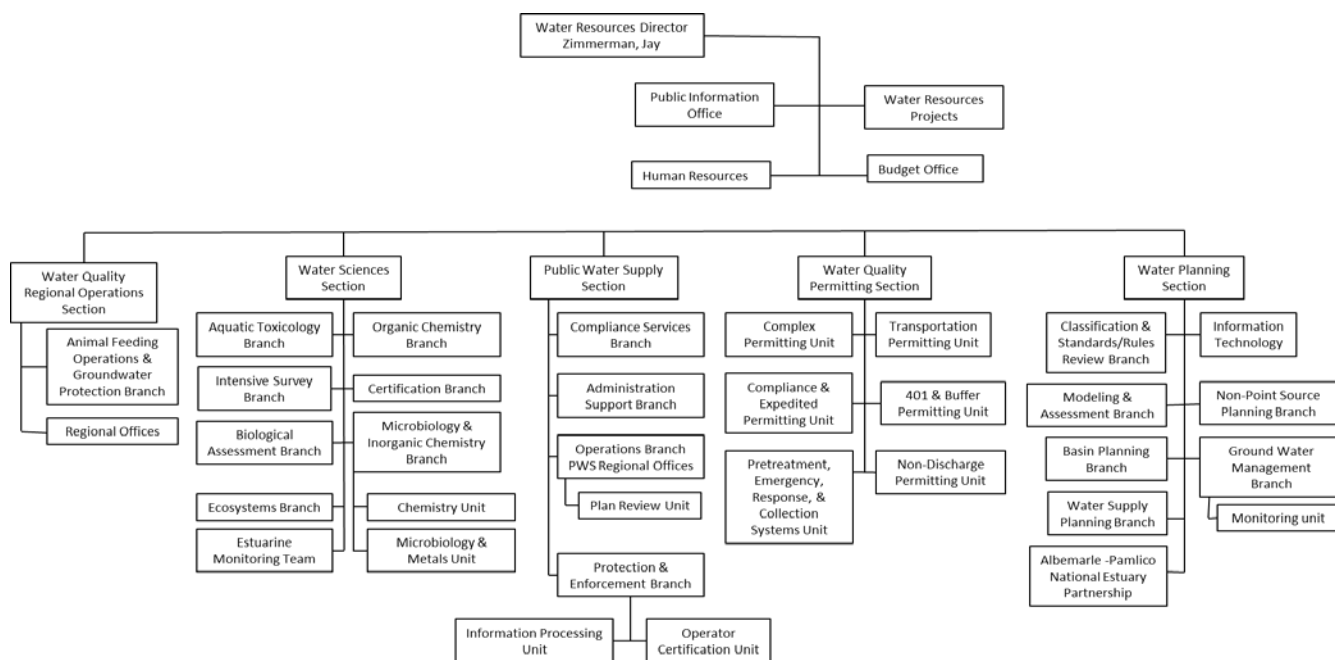 Water Resources Director
Zimmerman, Jay
Public Information
Office
Water Resources
Projects
Human Resources
Budget Office
Water Quality
Regional Operations
Section
Animal Feeding
Operations &
Groundwater
Protection Branch
Regional Offices
Water Sciences
Section
Aquatic Toxicology
Branch
Organic Chemistry
Branch
Intensive Survey
Branch
Certification Branch
Biological
Assessment Branch
Microbiology &
Inorganic Chemistry
Branch
Ecosystems Branch
Chemistry Unit
Estuarine
Monitoring Team
Microbiology &
Metals Unit
Public Water Supply
Section
Compliance Services
Branch
Administration
Support Branch
Operations Branch
PWS Regional Offices
Plan Review Unit
Protection &
Enforcement Branch
Information Processing
Unit
Operator
Certification Unit
Water Quality
Permitting Section
Complex
Permitting Unit
Transportation
Permitting Unit
Compliance &
Expedited
Permitting Unit
401 & Buffer
Permitting Unit
Pretreatment,
Emergency,
Response, &
Collection
Systems Unit
Non-Discharge
Permitting Unit
Water Planning
Section
Classification &
Standards/Rules
Review Branch
Information
Technology
Modeling &
Assessment Branch
Non-Point Source
Planning Branch
Basin Planning
Branch
Ground Water
Management
Branch
Monitoring unit
Water Supply
Planning Branch
Albemarle -Pamlico
National Estuary
Partnership